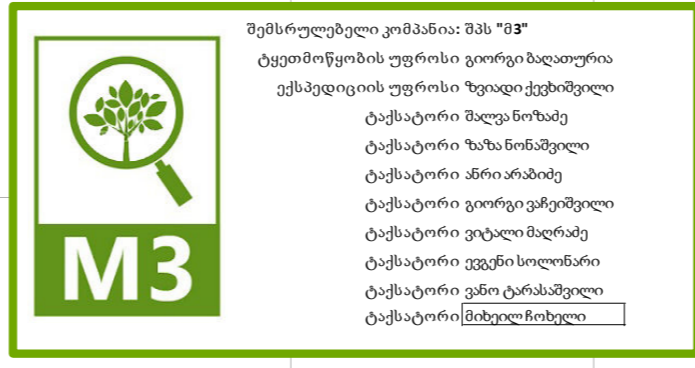 შემსრულებელი კომპანია: შპს "მ3"
ტყეთმოწყობის უფროსი გიორგი ბაღათურია
ექსპედიციის უფროსი ზვიადი ქევხიშვილი
ტაქსატორი შალვა ნოზაძე
ტაქსატორი ზაზა ნონაშვილი
ტაქსატორი ანრი არაბიძე
ტაქსატორი გიორგი ვაჩეიშვილი
ტაქსატორი ვიტალი მაღრაძე
ტაქსატორი ევგენი სოლონარი
ტაქსატორი ვანო ტარასაშვილი
ტაქსატორი მიხეილ ჩოხელი
M3